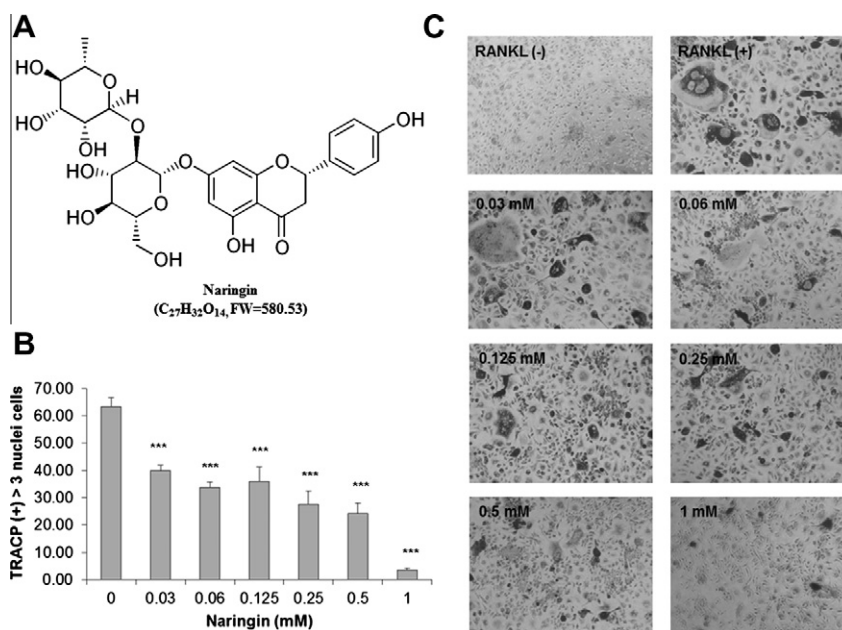 A
HO
HO
OH
O
H
O
HO
HO
O
OH
O
OH
O
O
OH
Naringin
(C₂₇H₃₂O₁₄, FW=580.53)
B
TRACP (+) > 3 nuclei cells
70.00
60.00
50.00
40.00
30.00
20.00
10.00
0.00
***
***
***
***
***
***
0 0.03 0.06 0.125 0.25 0.5 1
Naringin (mM)
C
RANKL (-)
RANKL (+)
0.03 mM
0.06 mM
0.125 mM
0.25 mM
0.5 mM
1 mM